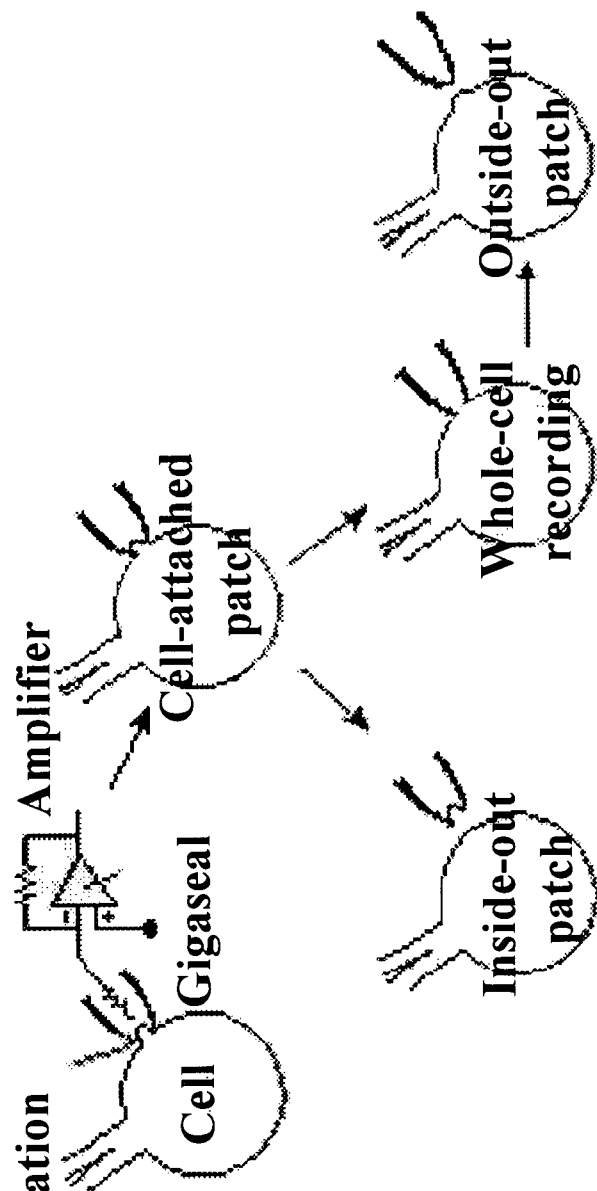 ation
Amplifier
-
+
Cell
Gigaseal
Cell-attached
patch
Inside-out
patch
Whole-cell
recording
Outside-out
patch